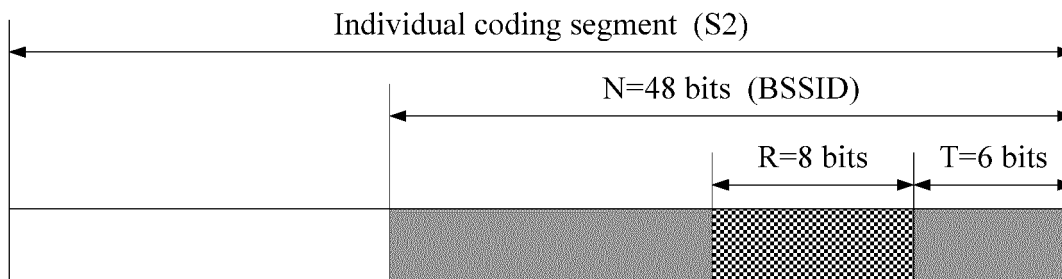 Individual coding segment (S2)
N=48 bits (BSSID)
R=8 bits T=6 bits